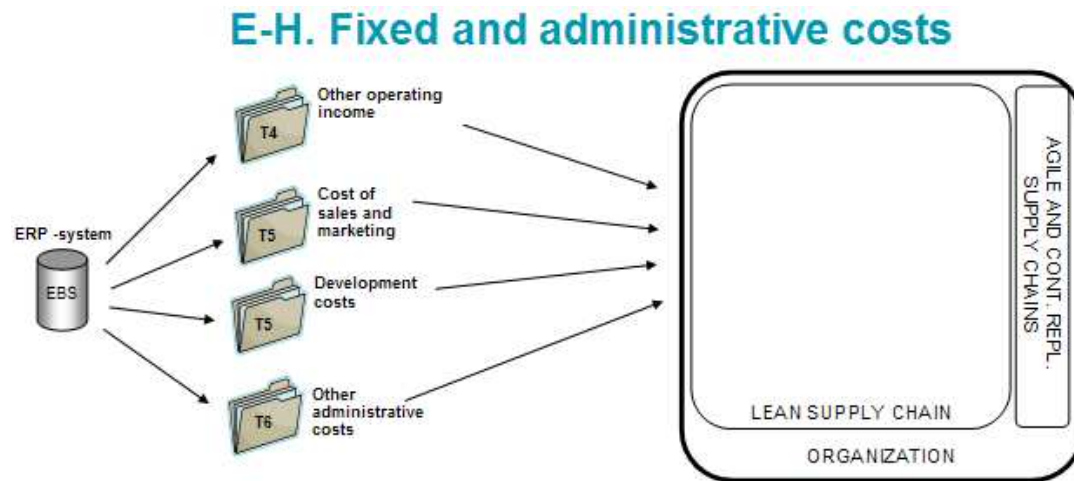 E-H. Fixed and administrative costs
Other operating
income
T4
Cost of
sales and
marketing
T5
ERP -system
EBS
Development
costs
T5
Other
administrative
costs
T6
AGILE AND CONT. REPL.
SUPPLY CHAINS
LEAN SUPPLY CHAIN
ORGANIZATION